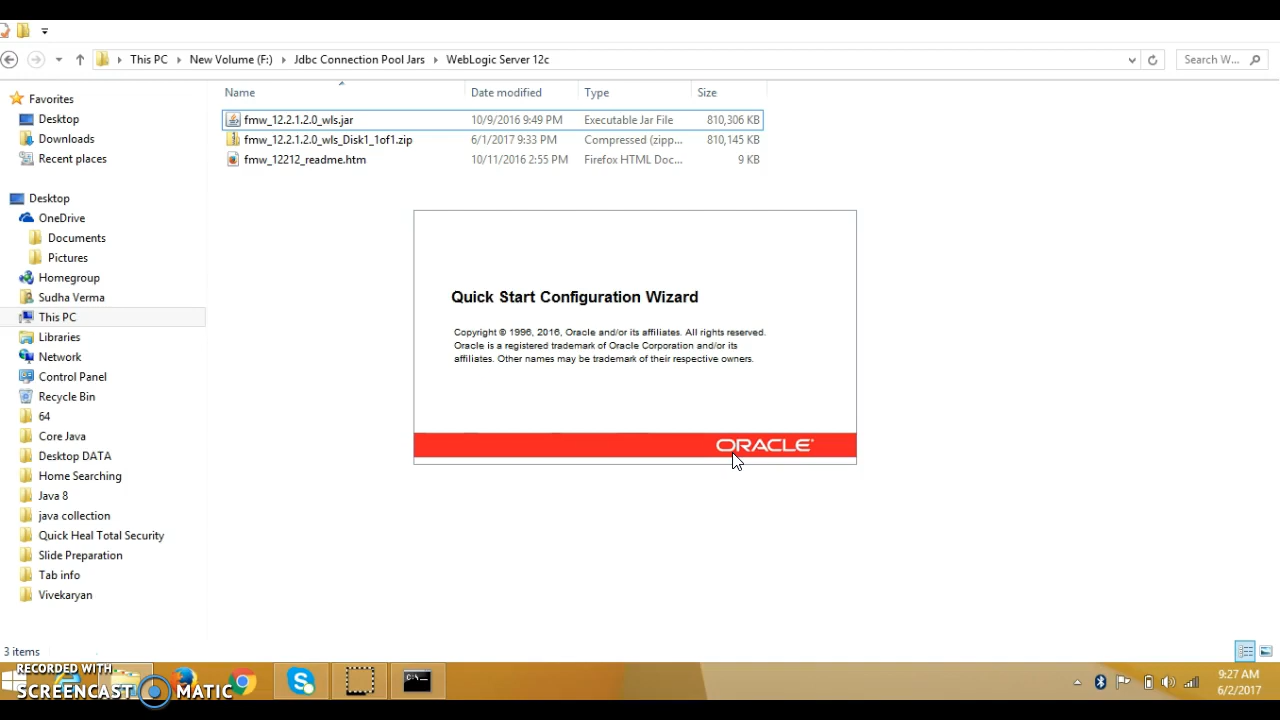 This PC New Volume (F:) Jdbc Connection Pool Jars WebLogic Server 12c Search W...
Name Date modified Type Size
fmw_12.2.1.2.0_wls.jar 10/9/2016 9:49 PM Executable Jar File 810,306 KB
fmw_12.2.1.2.0_wls_Disk1_1of1.zip 6/1/2017 9:33 PM Compressed (zipp... 810,145 KB
fmw_12212_readme.htm 10/11/2016 2:55 PM Firefox HTML Doc... 9 KB
Favorites
Desktop
Downloads
Recent places
Desktop
OneDrive
Documents
Pictures
Homegroup
Sudha Verma
This PC
Libraries
Network
Control Panel
Recycle Bin
64
Core Java
Desktop DATA
Home Searching
Java 8
java collection
Quick Heal Total Security
Slide Preparation
Tab info
Vivekaryan
Quick Start Configuration Wizard
Copyright © 1996, 2016, Oracle and/or its affiliates. All rights reserved.
Oracle is a registered trademark of Oracle Corporation and/or its
affiliates. Other names may be trademark of their respective owners.
ORACLE
3 items
RECORDED WITH
SCREENCAST MATIC
C:\_
9:27 AM
6/2/2017